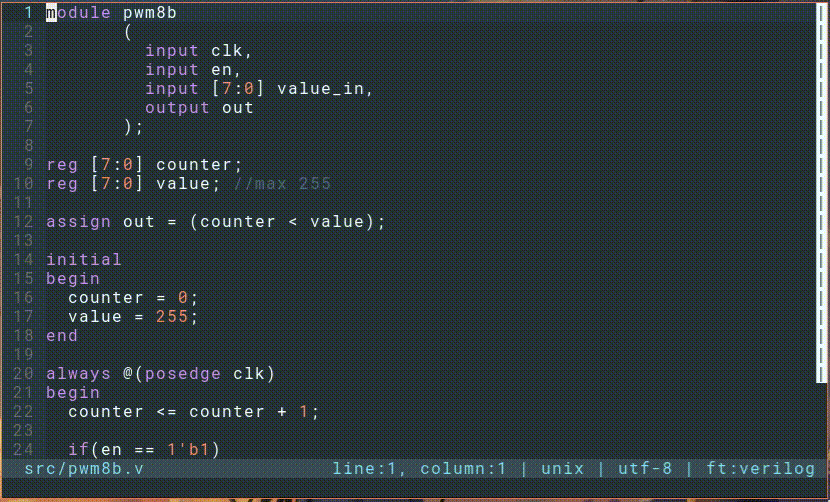 1 module pwm8b
2 (
3 input clk,
4 input en,
5 input [7:0] value_in,
6 output out
7 );
8
9 reg [7:0] counter;
10 reg [7:0] value; //max 255
11
12 assign out = (counter < value);
13
14 initial
15 begin
16 counter = 0;
17 value = 255;
18 end
19
20 always @(posedge clk)
21 begin
22 counter <= counter + 1;
23
24 if(en == 1'b1)
src/pwm8b.v line:1, column:1 | unix | utf-8 | ft:verilog